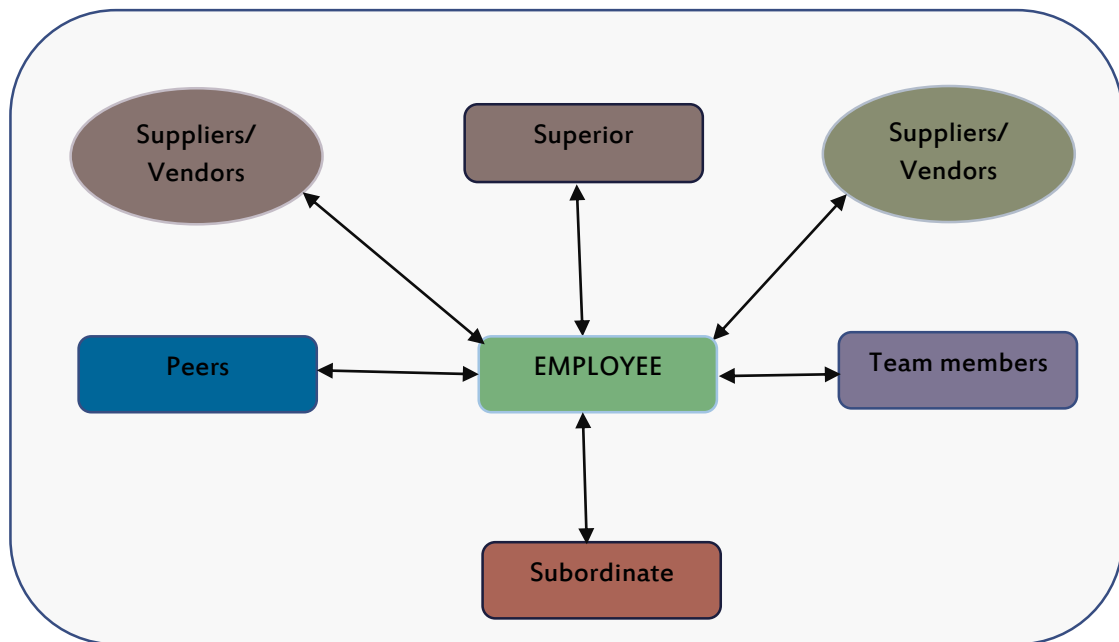 Suppliers/
Vendors
Superior
Suppliers/
Vendors
Peers
EMPLOYEE
Team members
Subordinate